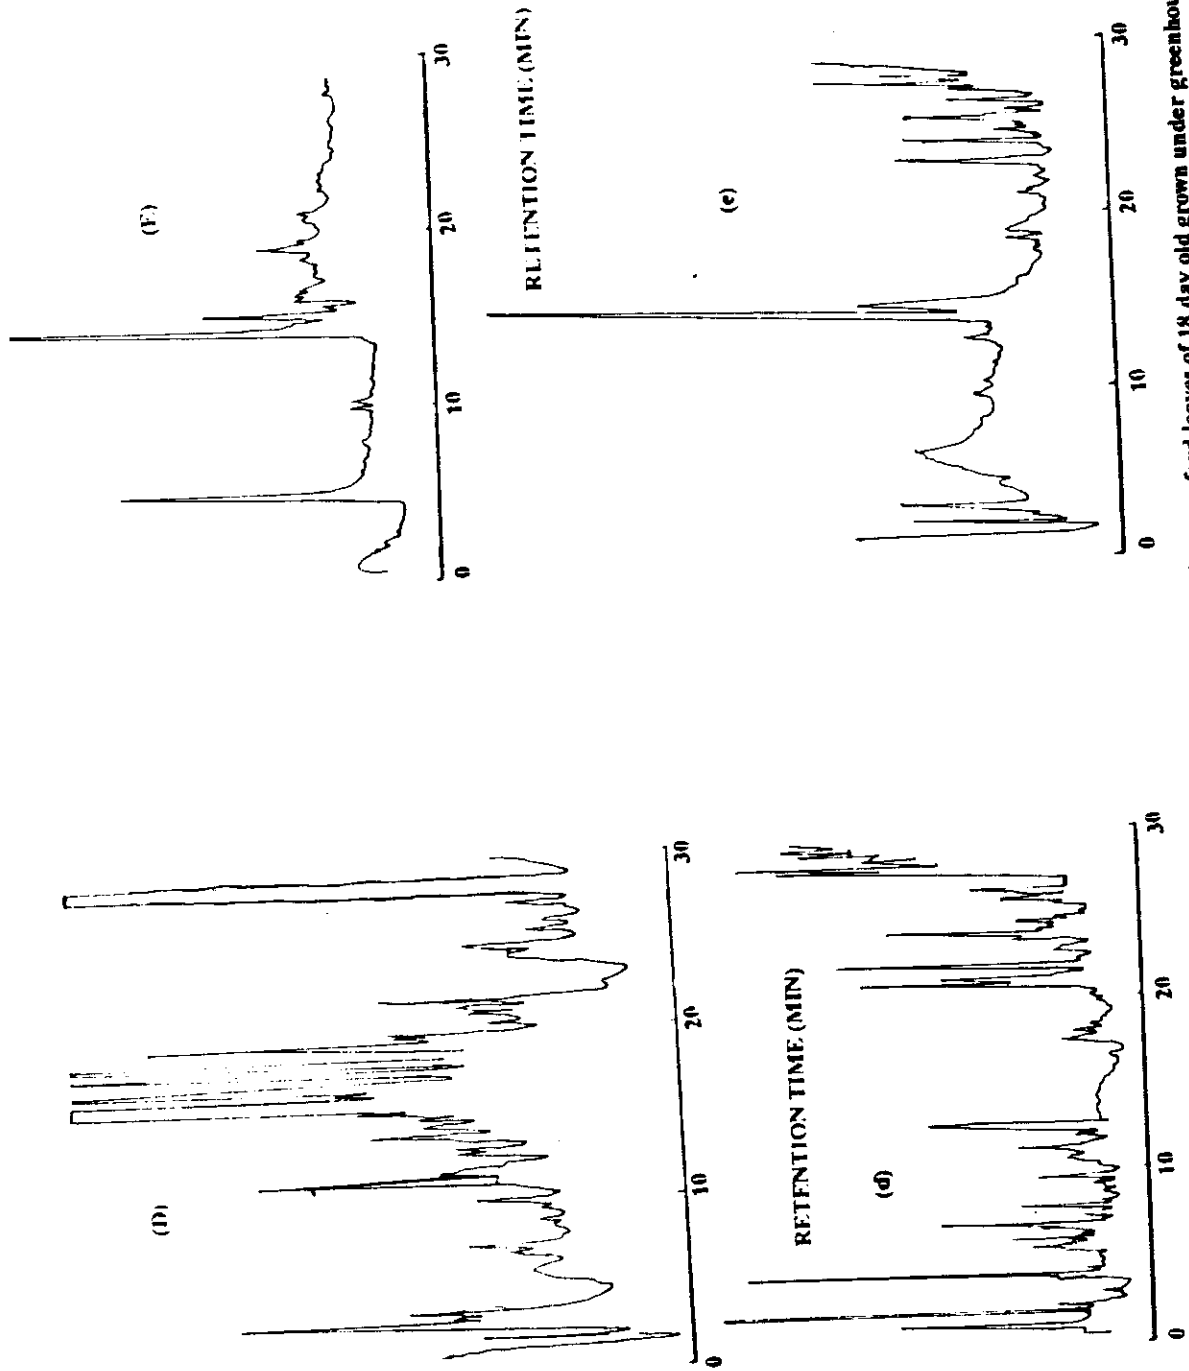 (D)
0 10 20 30
RETENTION TIME (MIN)
(d)
0 10 20 30
(E)
0 10 20 30
RETENTION TIME (MIN)
(e)
0 10 20 30
leaves of 18 day old grown under